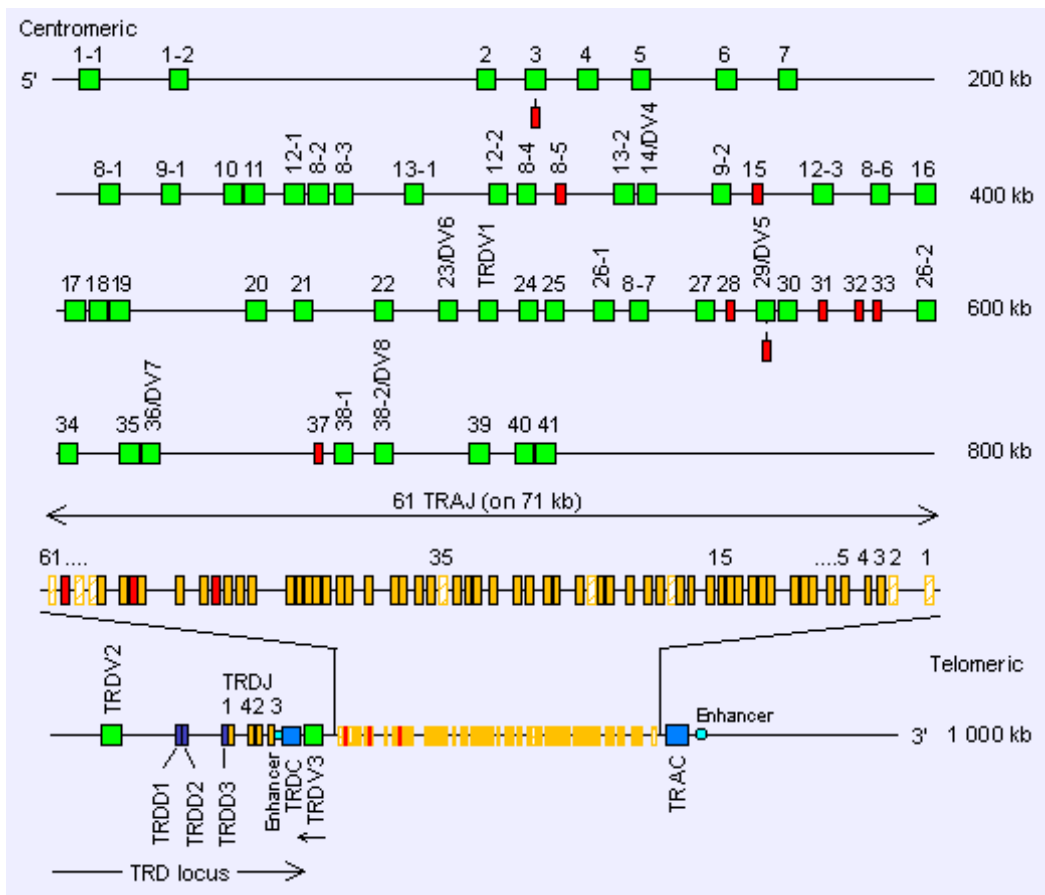 Centromeric
1-1 1-2 2 3 4 5 6 7
5' 200 kb
8-1 9-1 10 11 12-1 8-2 8-3 13-1 12-2 8-4 8-5 13-2 14/DV4 9-2 15 12-3 8-6 16
400 kb
17 18 19 20 21 22 23/DV6 TRDV1 24 25 26-1 8-7 27 28 29/DV5 30 31 32 33 26-2
600 kb
34 35 36/DV7 37 38-1 38-2/DV8 39 40 41
800 kb
61 TRAJ (on 71 kb)
61 .... 35 15 ....5 4 3 2 1
Telomeric
TRDV2 TRDJ
1 42 3 Enhancer
3' 1 000 kb
TRDD1 TRDD2 TRDD3 Enhancer TRDC TRDV3 TRAC
TRD locus